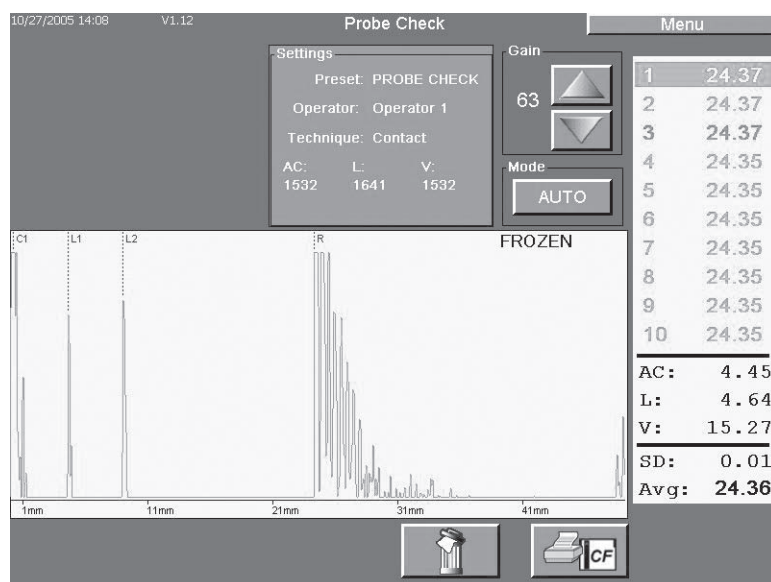 10/27/2005 14:08 V1.12 Probe Check Menu
Settings
Preset: PROBE CHECK
Operator: Operator 1
Technique: Contact
AC: L: V:
1532 1641 1532
Gain
63
Mode
AUTO
1 24.37
2 24.37
3 24.37
4 24.35
5 24.35
6 24.35
7 24.35
8 24.35
9 24.35
10 24.35
AC: 4.45
L: 4.64
V: 15.27
SD: 0.01
Avg: 24.36
C1 L1 L2 R FROZEN
1mm 11mm 21mm 31mm 41mm
CF